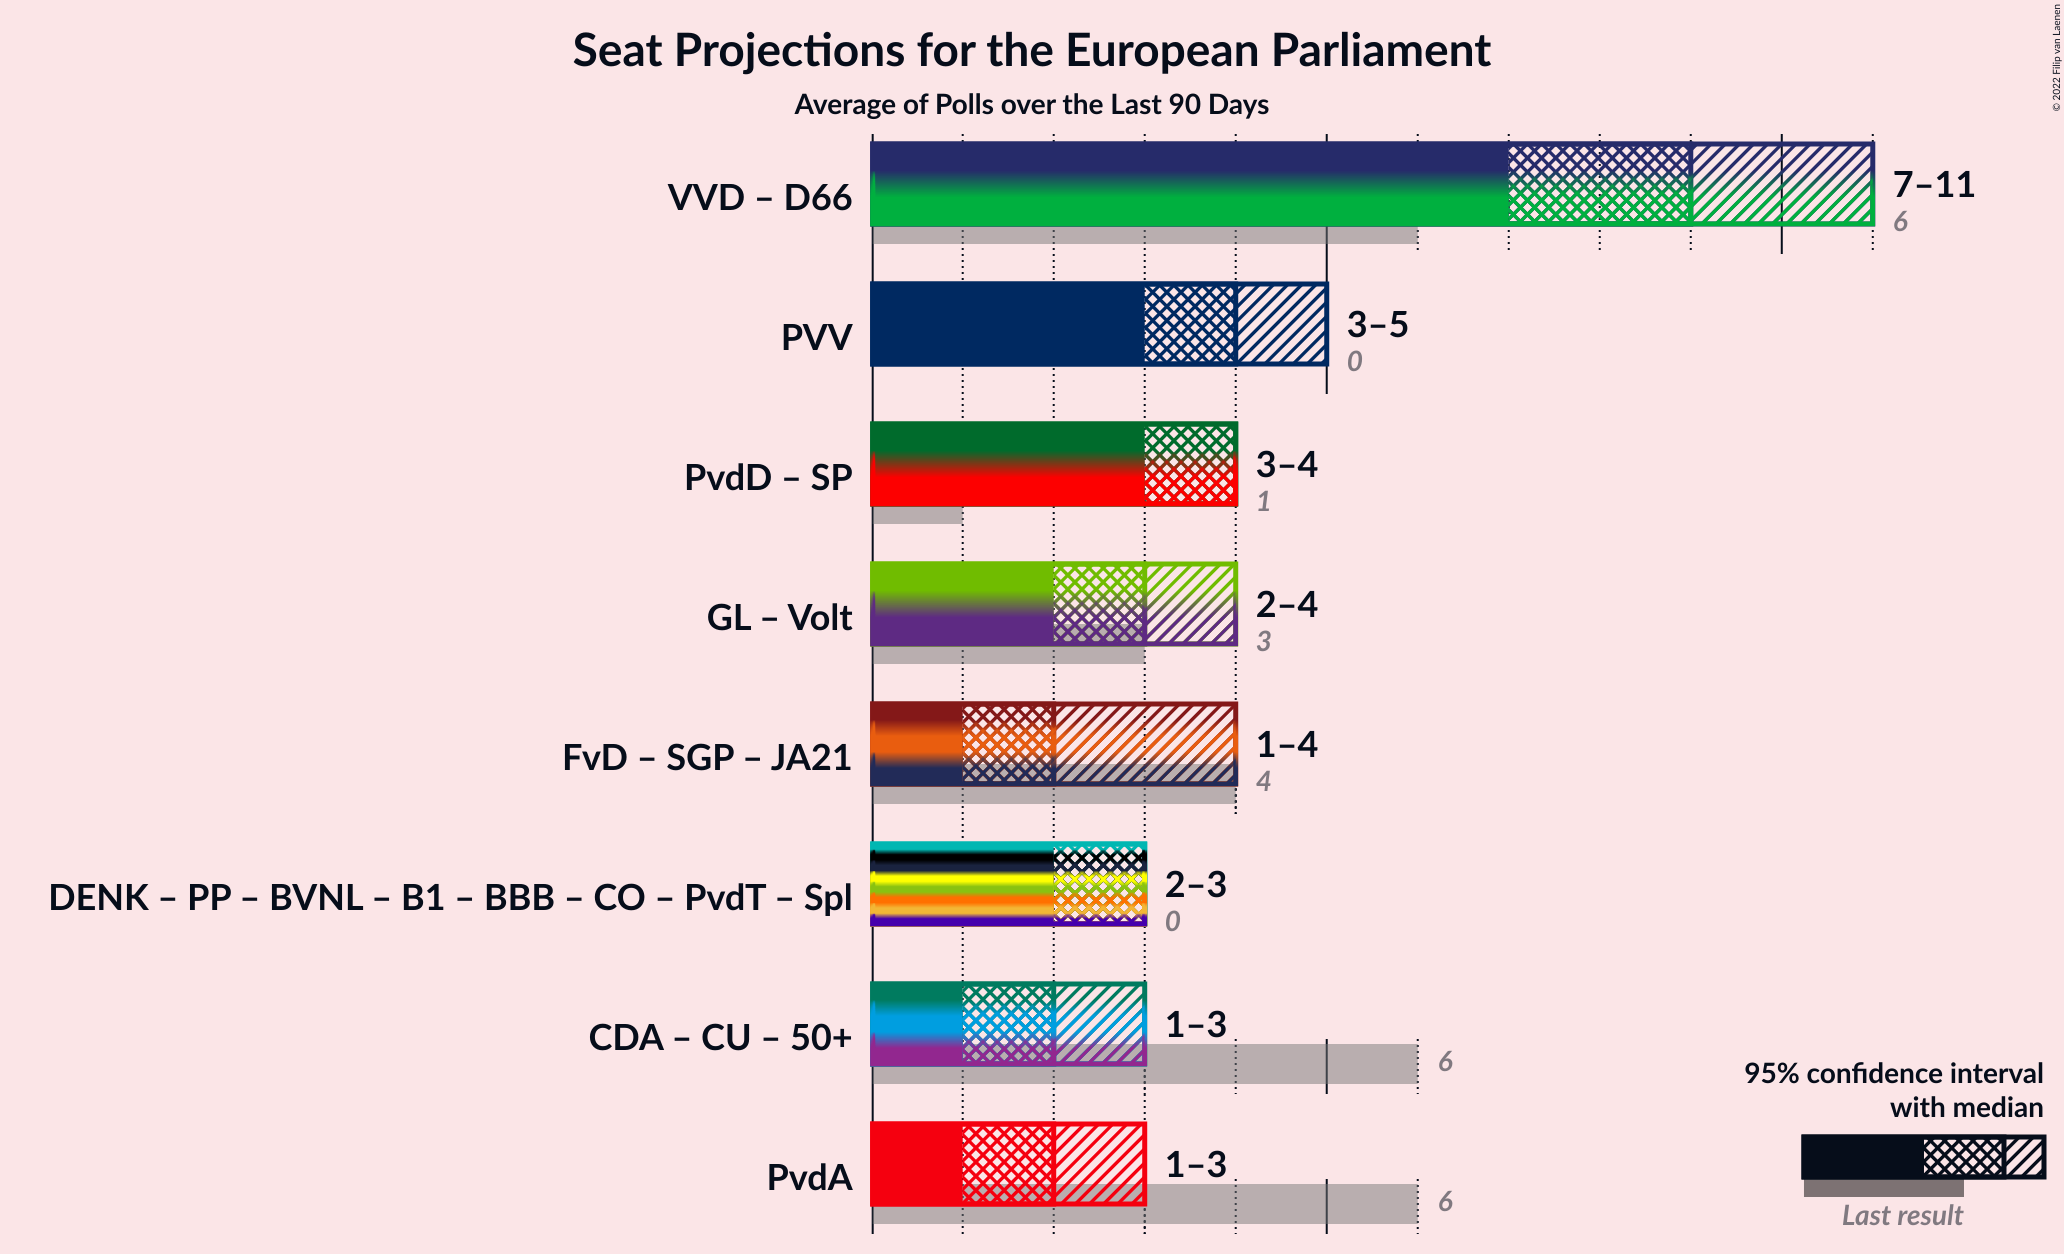 Seat Projections for the European Parliament
Average of Polls over the Last 90 Days
© 2022 Filip van Laenen
VVD – D66
7–11
6
PVV
3–5
0
PvdD – SP
3–4
1
GL – Volt
2–4
3
FvD – SGP – JA21
1–4
4
DENK – PP – BVNL – B1 – BBB – CO – PvdT – Spl
2–3
0
CDA – CU – 50+
1–3
6
PvdA
1–3
6
95% confidence interval
with median
Last result